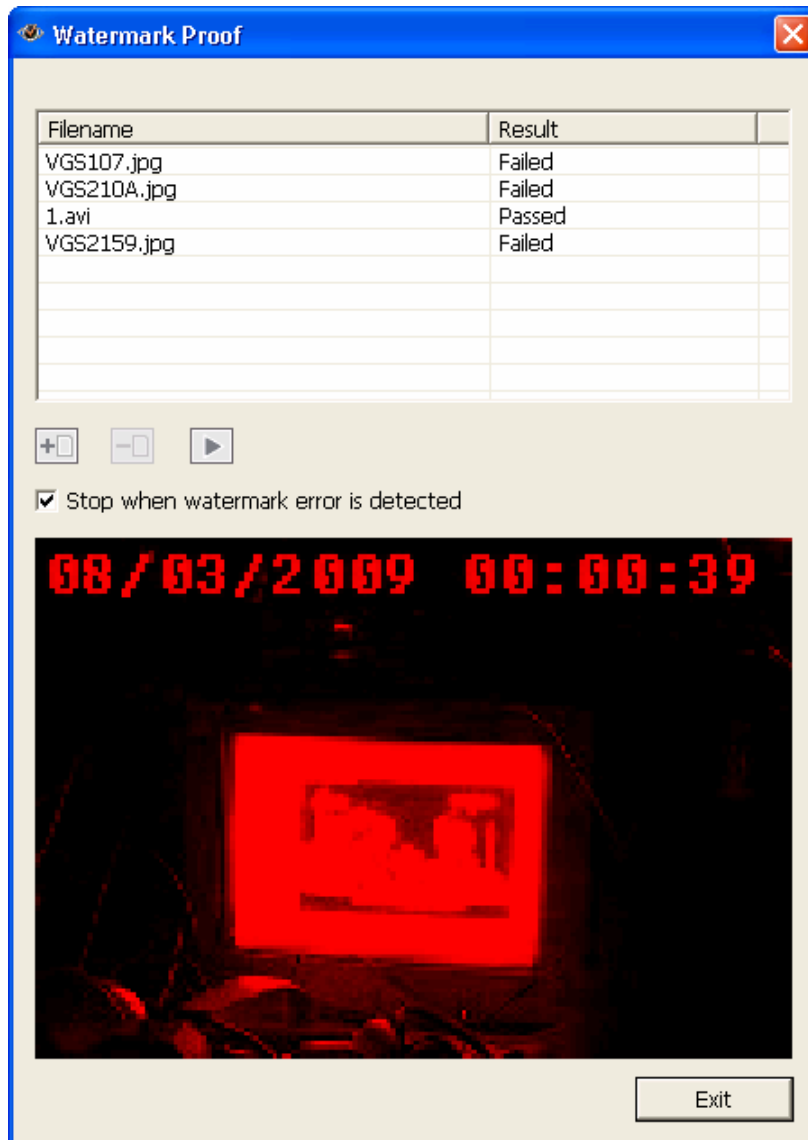 Watermark Proof
Filename Result
VGS107.jpg Failed
VGS210A.jpg Failed
1.avi Passed
VGS2159.jpg Failed
Stop when watermark error is detected
08/03/2009 00:00:39
Exit